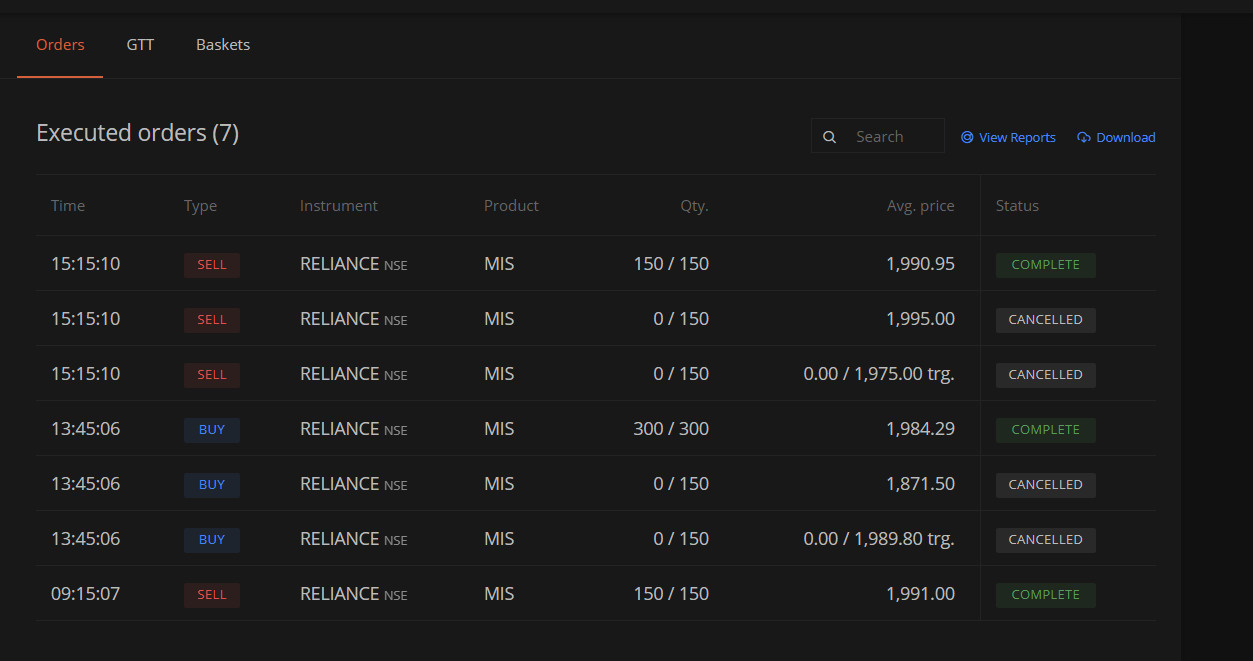 Orders GTT Baskets
Executed orders (7) Search View Reports Download
Time Type Instrument Product Qty. Avg. price Status
15:15:10 SELL RELIANCE NSE MIS 150 / 150 1,990.95 COMPLETE
15:15:10 SELL RELIANCE NSE MIS 0 / 150 1,995.00 CANCELLED
15:15:10 SELL RELIANCE NSE MIS 0 / 150 0.00 / 1,975.00 trg. CANCELLED
13:45:06 BUY RELIANCE NSE MIS 300 / 300 1,984.29 COMPLETE
13:45:06 BUY RELIANCE NSE MIS 0 / 150 1,871.50 CANCELLED
13:45:06 BUY RELIANCE NSE MIS 0 / 150 0.00 / 1,989.80 trg. CANCELLED
09:15:07 SELL RELIANCE NSE MIS 150 / 150 1,991.00 COMPLETE